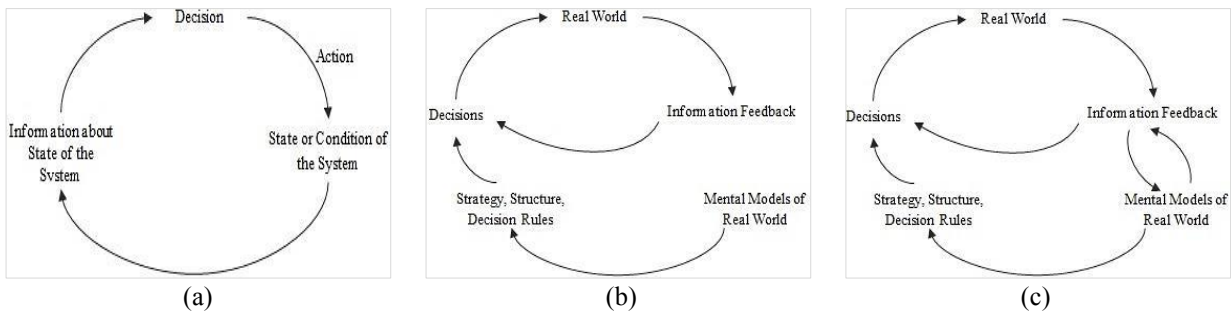 Decision
Action
Information about
State of the
System
State or Condition of
the System
(a)
Real World
Decisions
Information Feedback
Strategy, Structure,
Decision Rules
Mental Models of
Real World
(b)
Real World
Decisions
Information Feedback
Strategy, Structure,
Decision Rules
Mental Models of
Real World
(c)